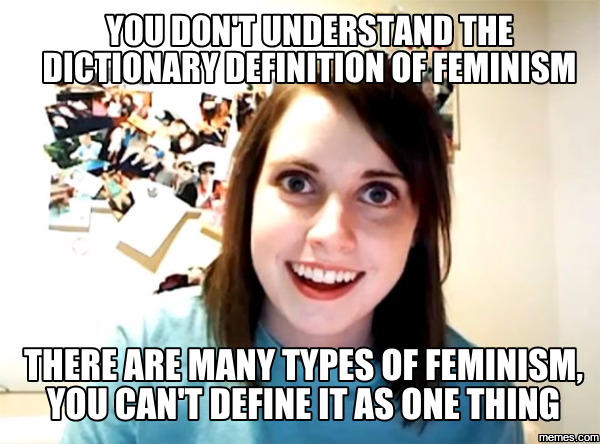 YOU DON'T UNDERSTAND THE
DICTIONARY DEFINITION OF FEMINISM
THERE ARE MANY TYPES OF FEMINISM,
YOU CAN'T DEFINE IT AS ONE THING
memes.com